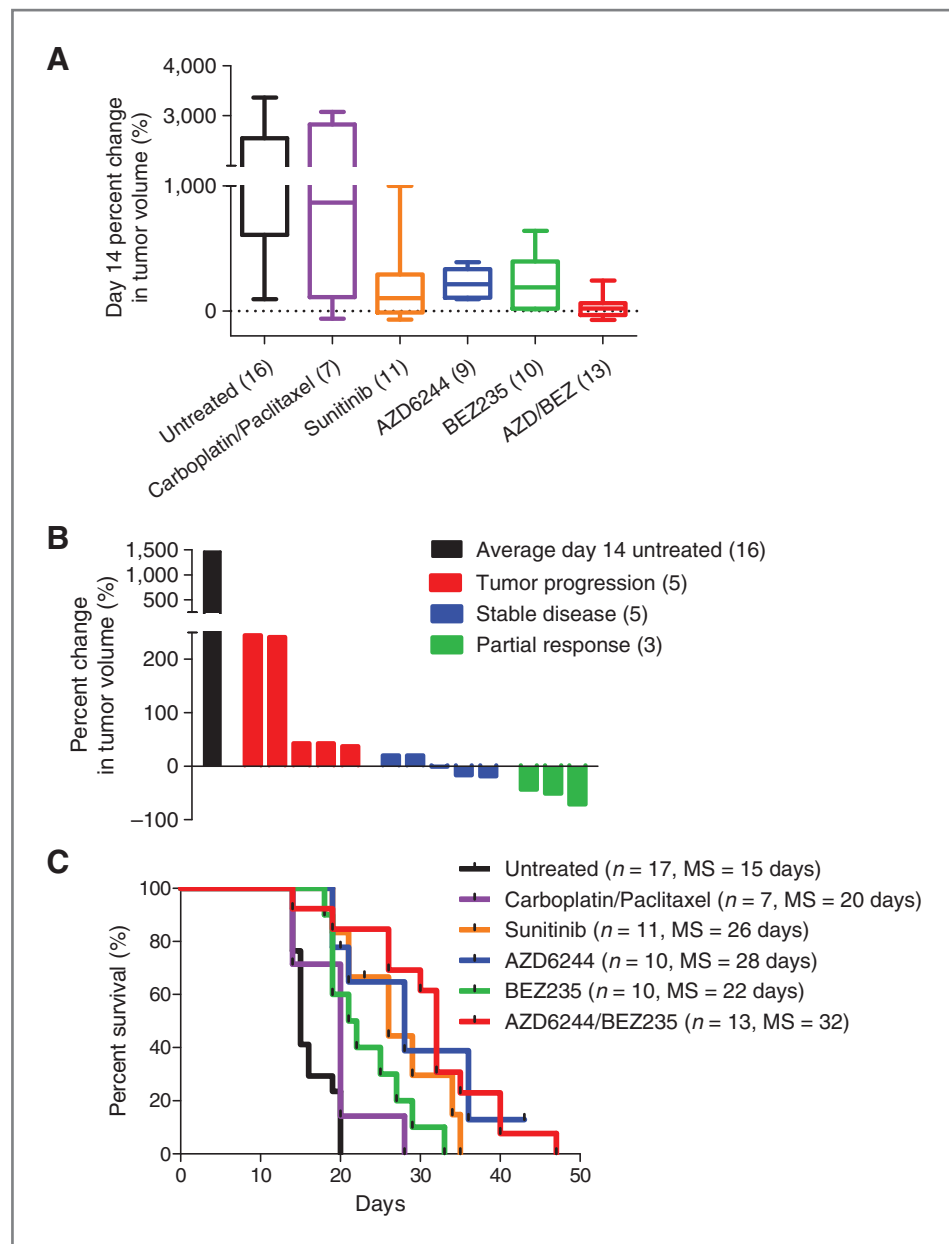 A
Day 14 percent change
in tumor volume (%)
4,000
3,000
1,000
0
Untreated (16)
Carboplatin/Paclitaxel (7)
Sunitinib (11)
AZD6244 (9)
BEZ235 (10)
AZD/BEZ (13)
B
Percent change
in tumor volume (%)
1,500
1,000
500
200
100
0
−100
Average day 14 untreated (16)
Tumor progression (5)
Stable disease (5)
Partial response (3)
C
Percent survival (%)
100
80
60
40
20
0
0 10 20 30 40 50
Days
Untreated (n = 17, MS = 15 days)
Carboplatin/Paclitaxel (n = 7, MS = 20 days)
Sunitinib (n = 11, MS = 26 days)
AZD6244 (n = 10, MS = 28 days)
BEZ235 (n = 10, MS = 22 days)
AZD6244/BEZ235 (n = 13, MS = 32)